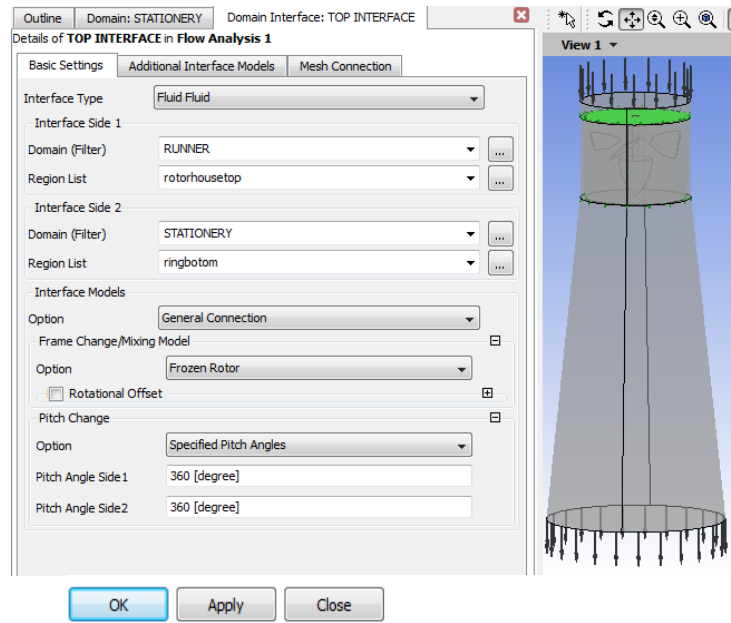 Outline Domain: STATIONERY Domain Interface: TOP INTERFACE
Details of TOP INTERFACE in Flow Analysis 1
Basic Settings Additional Interface Models Mesh Connection
Interface Type Fluid Fluid
Interface Side 1
Domain (Filter) RUNNER ...
Region List rotorhousetop ...
Interface Side 2
Domain (Filter) STATIONERY ...
Region List ringbotom ...
Interface Models
Option General Connection
Frame Change/Mixing Model
Option Frozen Rotor
Rotational Offset
Pitch Change
Option Specified Pitch Angles
Pitch Angle Side1 360 [degree]
Pitch Angle Side2 360 [degree]
OK Apply Close
View 1